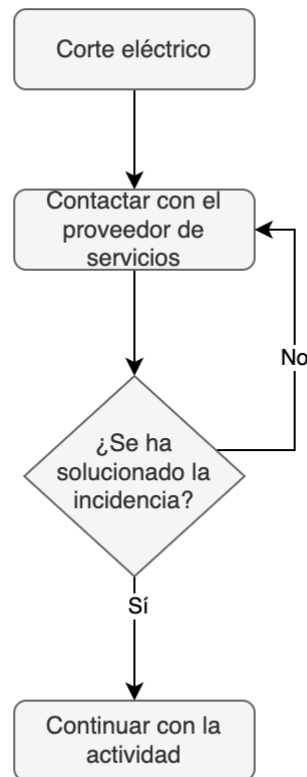 Corte eléctrico
Contactar con el
proveedor de
servicios
No
¿Se ha
solucionado la
incidencia?
Sí
Continuar con la
actividad